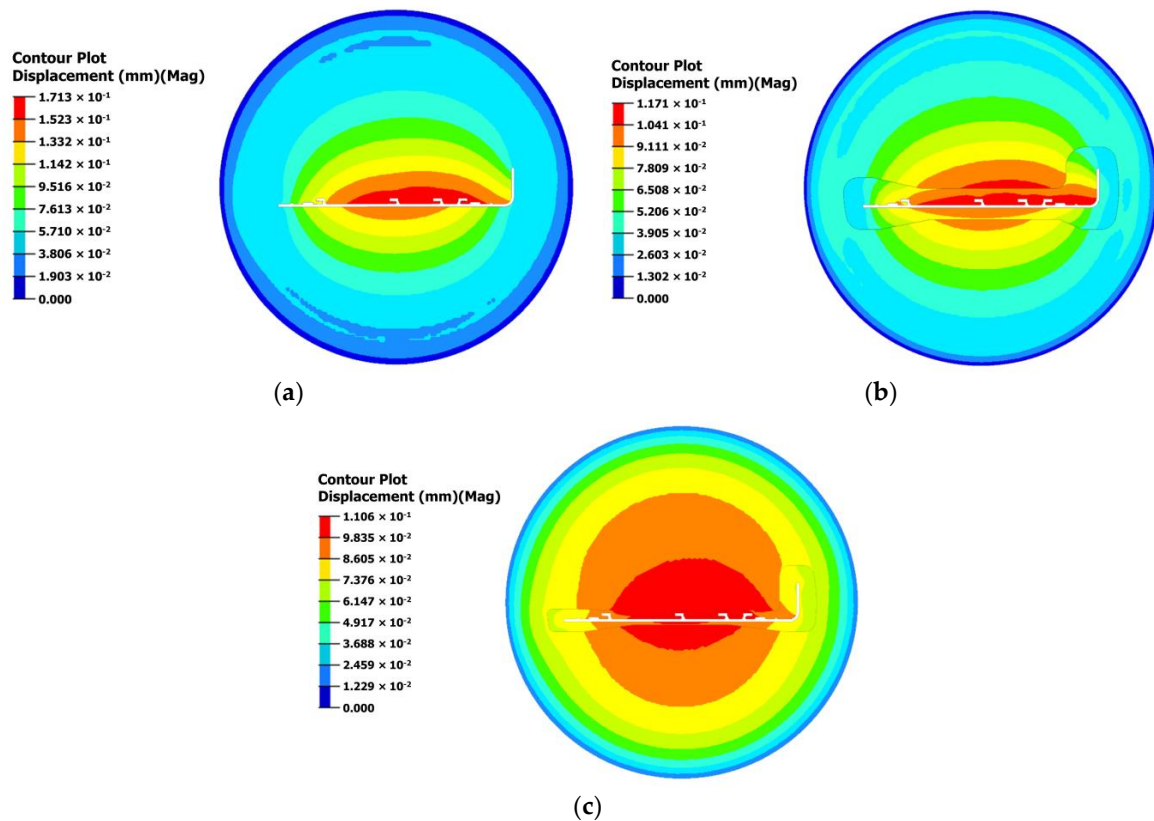 Contour Plot
Displacement (mm)(Mag)
1.713 × 10⁻¹
1.523 × 10⁻¹
1.332 × 10⁻¹
1.142 × 10⁻¹
9.516 × 10⁻²
7.613 × 10⁻²
5.710 × 10⁻²
3.806 × 10⁻²
1.903 × 10⁻²
0.000
(a)
Contour Plot
Displacement (mm)(Mag)
1.171 × 10⁻¹
1.041 × 10⁻¹
9.111 × 10⁻²
7.809 × 10⁻²
6.508 × 10⁻²
5.206 × 10⁻²
3.905 × 10⁻²
2.603 × 10⁻²
1.302 × 10⁻²
0.000
(b)
Contour Plot
Displacement (mm)(Mag)
1.106 × 10⁻¹
9.835 × 10⁻²
8.605 × 10⁻²
7.376 × 10⁻²
6.147 × 10⁻²
4.917 × 10⁻²
3.688 × 10⁻²
2.459 × 10⁻²
1.229 × 10⁻²
0.000
(c)